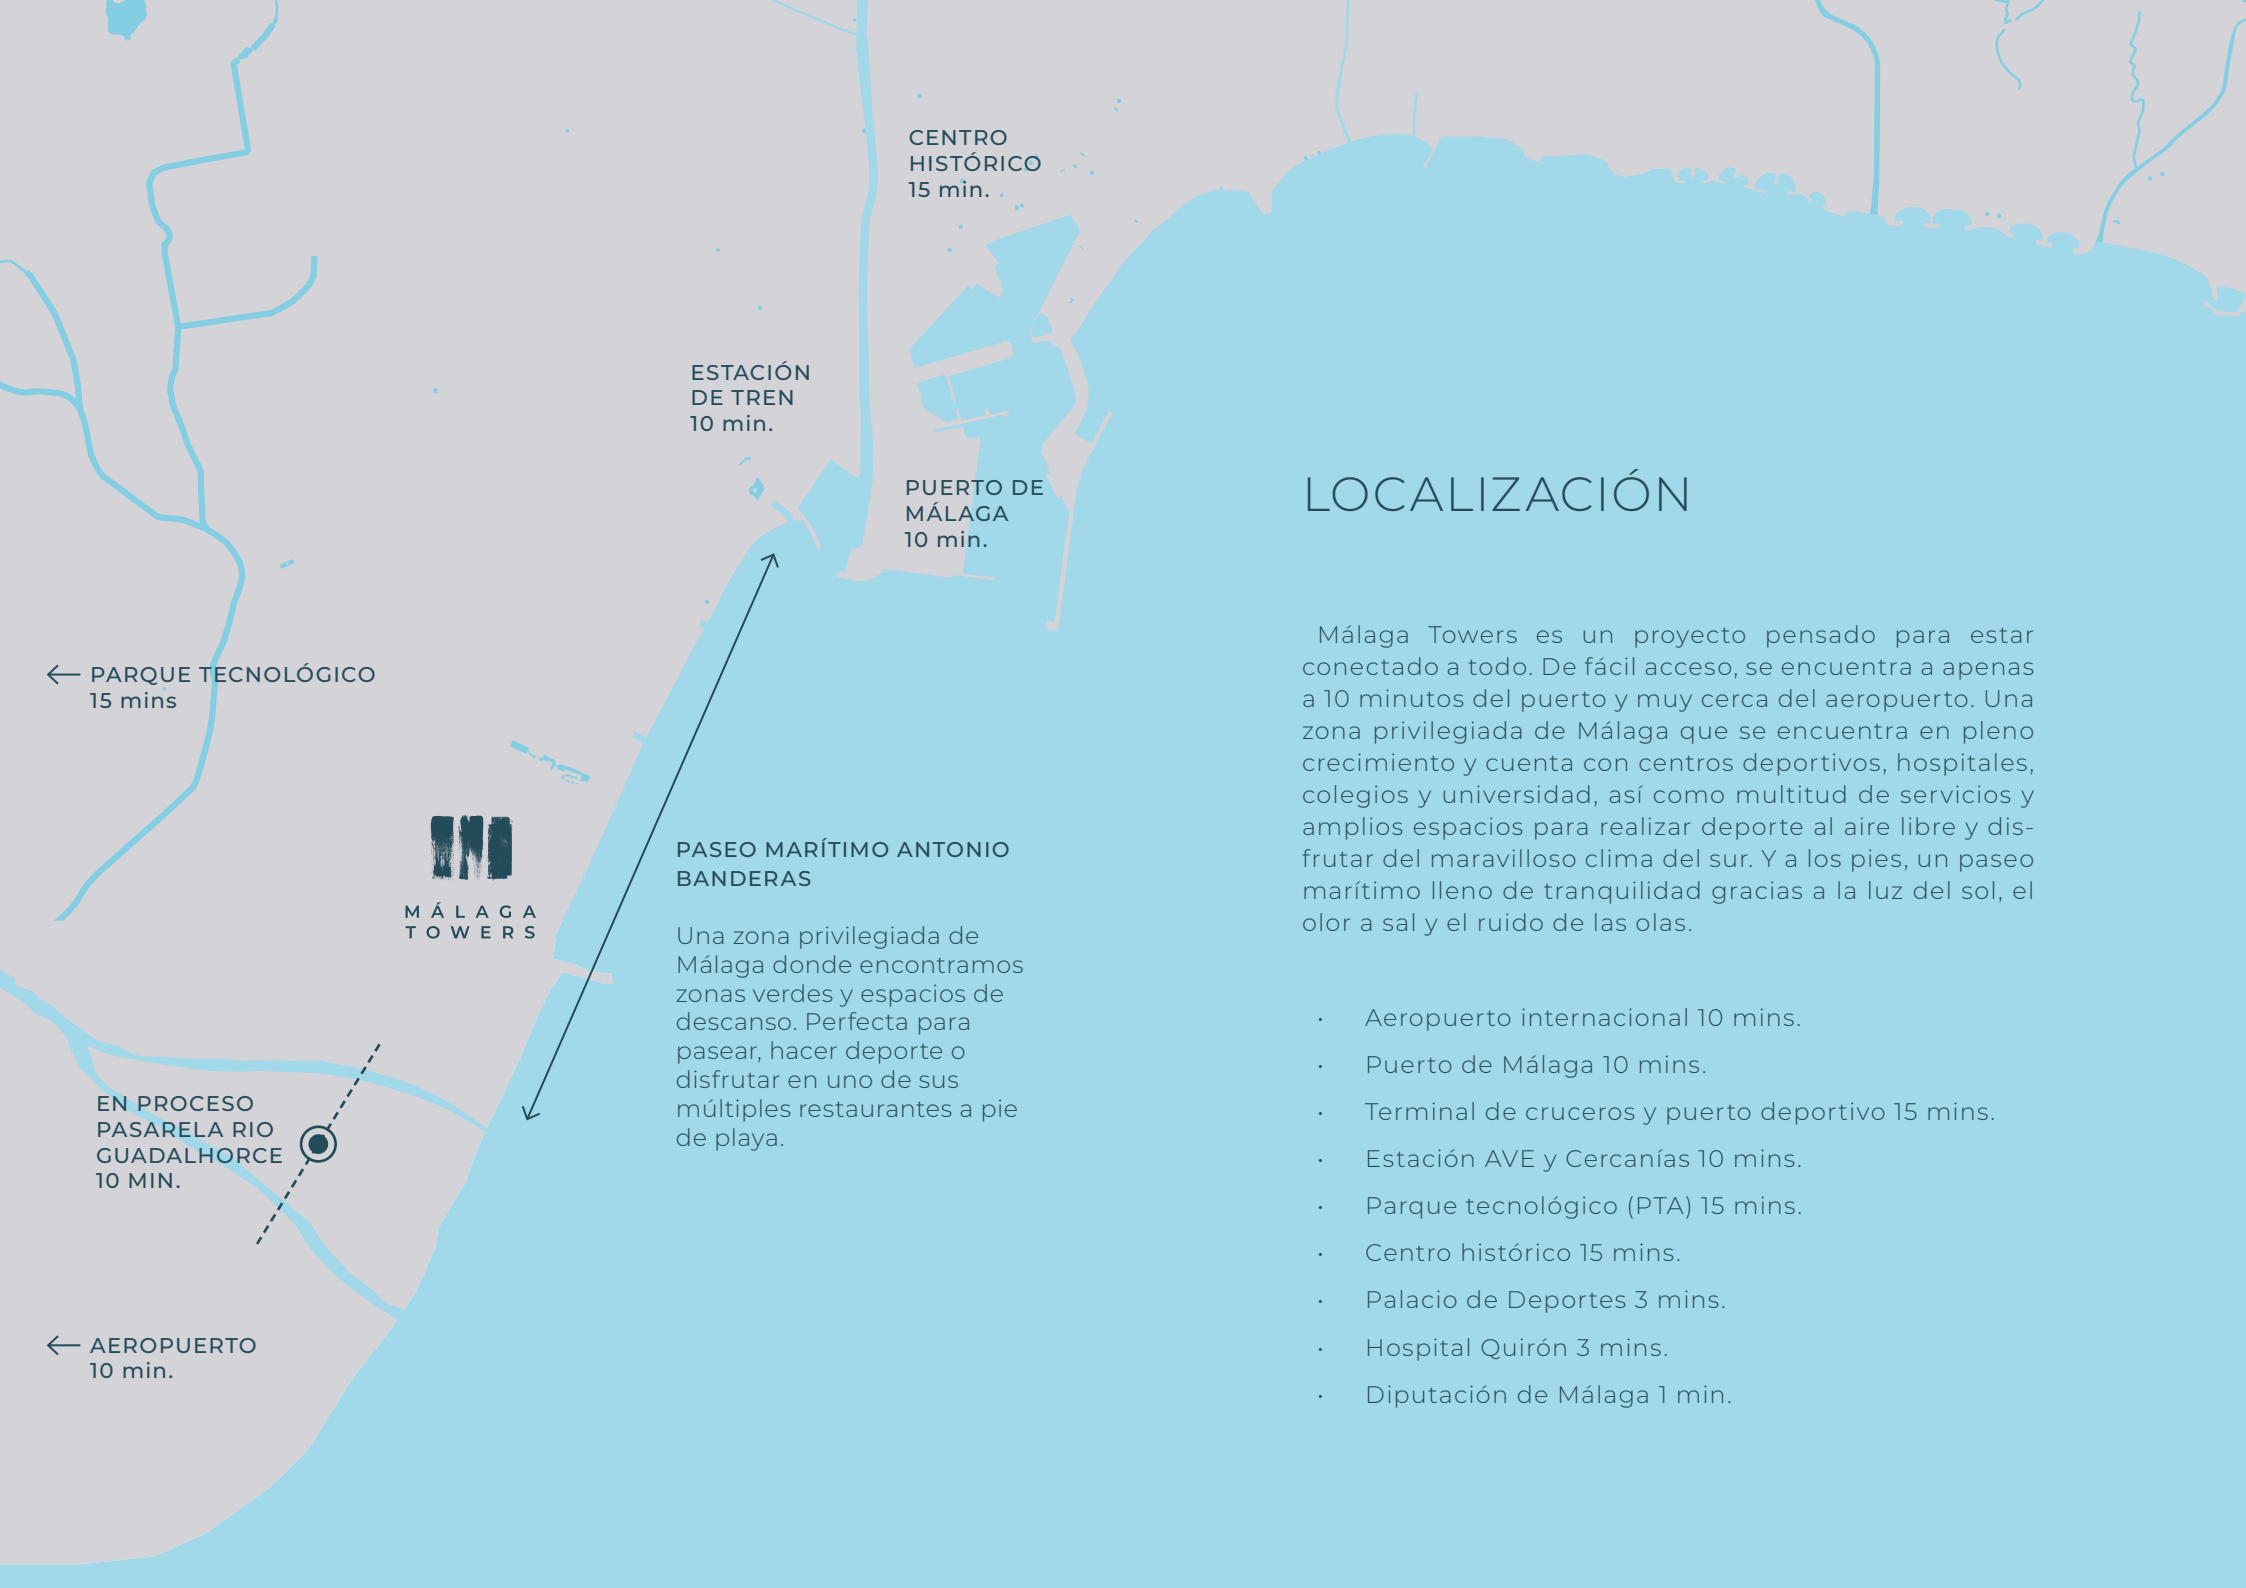 CENTRO
HISTÓRICO
15 min.
ESTACIÓN
DE TREN
10 min.
PUERTO DE
MÁLAGA
10 min.
PARQUE TECNOLÓGICO
15 mins
MÁLAGA
TOWERS
PASEO MARÍTIMO ANTONIO
BANDERAS
Una zona privilegiada de
Málaga donde encontramos
zonas verdes y espacios de
descanso. Perfecta para
pasear, hacer deporte o
disfrutar en uno de sus
múltiples restaurantes a pie
de playa.
EN PROCESO
PASARELA RIO
GUADALHORCE
10 MIN.
AEROPUERTO
10 min.
LOCALIZACIÓN
Málaga Towers es un proyecto pensado para estar
conectado a todo. De fácil acceso, se encuentra a apenas
a 10 minutos del puerto y muy cerca del aeropuerto. Una
zona privilegiada de Málaga que se encuentra en pleno
crecimiento y cuenta con centros deportivos, hospitales,
colegios y universidad, así como multitud de servicios y
amplios espacios para realizar deporte al aire libre y dis-
frutar del maravilloso clima del sur. Y a los pies, un paseo
marítimo lleno de tranquilidad gracias a la luz del sol, el
olor a sal y el ruido de las olas.
• Aeropuerto internacional 10 mins.
• Puerto de Málaga 10 mins.
• Terminal de cruceros y puerto deportivo 15 mins.
• Estación AVE y Cercanías 10 mins.
• Parque tecnológico (PTA) 15 mins.
• Centro histórico 15 mins.
• Palacio de Deportes 3 mins.
• Hospital Quirón 3 mins.
• Diputación de Málaga 1 min.